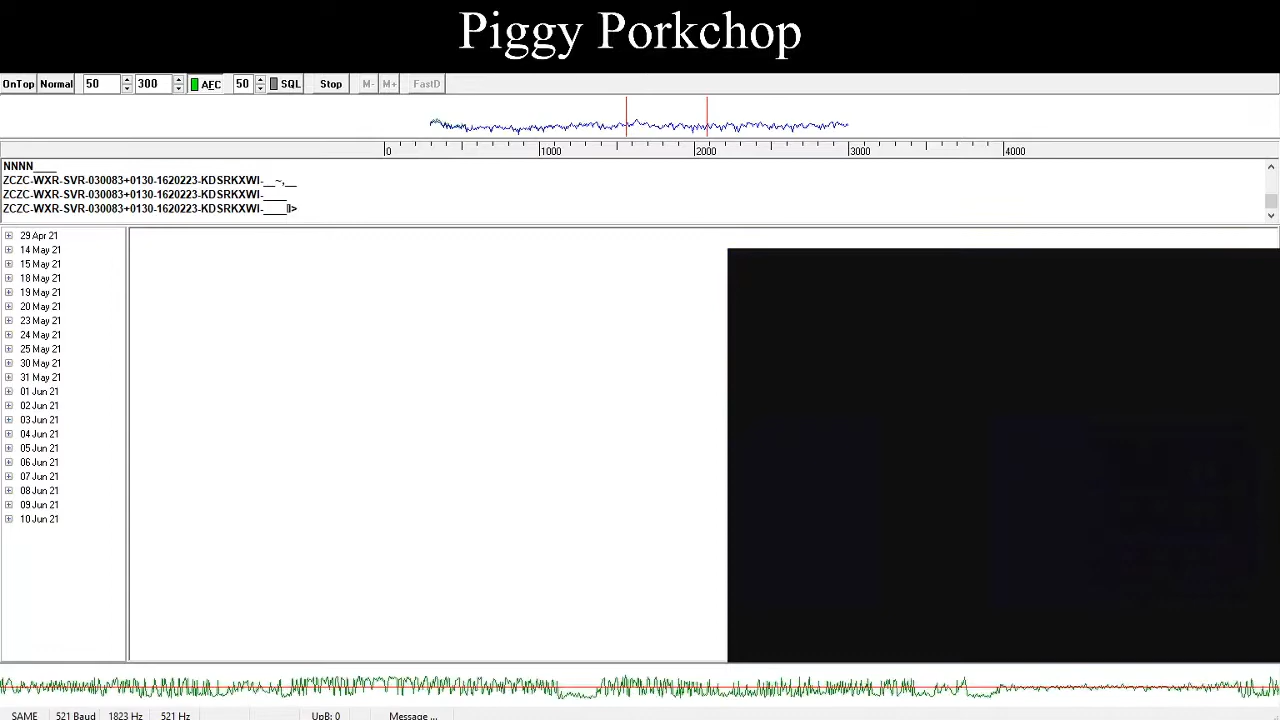 Piggy Porkchop
OnTop Normal 50 300 AFC 50 SQL Stop M- M+ FastD
0 1000 2000 3000 4000
NNNN____
ZCZC-WXR-SVR-030083+0130-1620223-KDSRKXWI-__~,__
ZCZC-WXR-SVR-030083+0130-1620223-KDSRKXWI-____
ZCZC-WXR-SVR-030083+0130-1620223-KDSRKXWI-____>
29 Apr 21
14 May 21
15 May 21
18 May 21
19 May 21
20 May 21
23 May 21
24 May 21
25 May 21
30 May 21
31 May 21
01 Jun 21
02 Jun 21
03 Jun 21
04 Jun 21
05 Jun 21
06 Jun 21
07 Jun 21
08 Jun 21
09 Jun 21
10 Jun 21
SAME 521 Baud 1823 Hz 521 Hz UpB: 0 Message ...